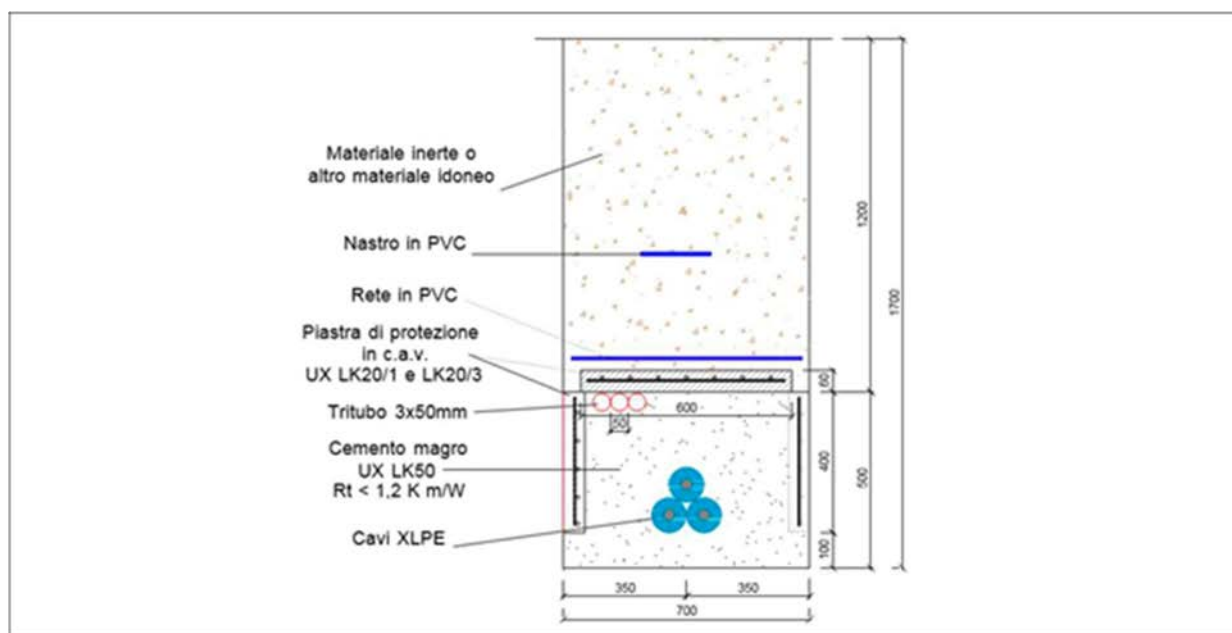 Materiale inerte o
altro materiale idoneo
Nastro in PVC
Rete in PVC
Piastra di protezione
in c.a.v.
UX LK20/1 e LK20/3
Tritubo 3x50mm
Cemento magro
UX LK50
Rt < 1,2 K m/W
Cavi XLPE
1200
1700
60
600
50
400
500
100
350
350
700